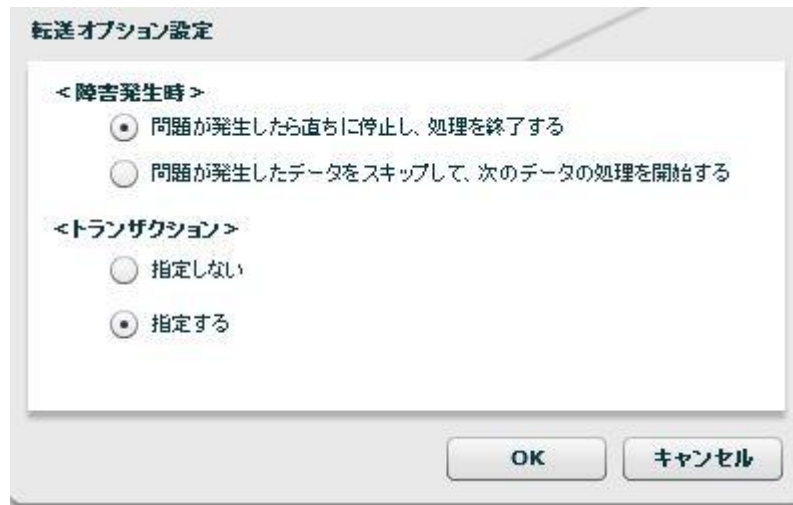 転送オプション設定
＜障害発生時＞
問題が発生したら直ちに停止し、処理を終了する
問題が発生したデータをスキップして、次のデータの処理を開始する
＜トランザクション＞
指定しない
指定する
OK キャンセル